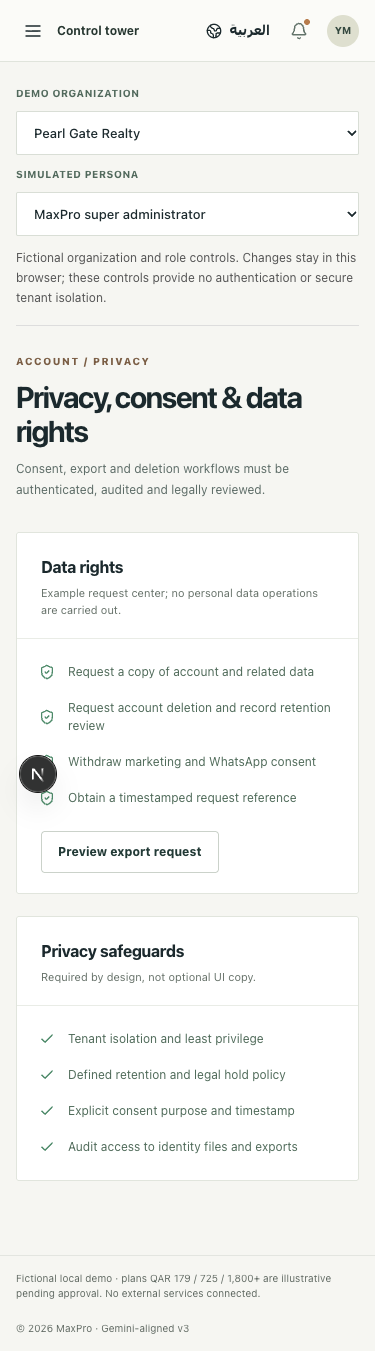 Control tower
العربية
YM
DEMO ORGANIZATION
Pearl Gate Realty
SIMULATED PERSONA
MaxPro super administrator
Fictional organization and role controls. Changes stay in this
browser; these controls provide no authentication or secure
tenant isolation.
ACCOUNT / PRIVACY
Privacy, consent & data
rights
Consent, export and deletion workflows must be
authenticated, audited and legally reviewed.
Data rights
Example request center; no personal data operations
are carried out.
Request a copy of account and related data
Request account deletion and record retention
review
Withdraw marketing and WhatsApp consent
N
Obtain a timestamped request reference
Preview export request
Privacy safeguards
Required by design, not optional UI copy.
Tenant isolation and least privilege
Defined retention and legal hold policy
Explicit consent purpose and timestamp
Audit access to identity files and exports
Fictional local demo · plans QAR 179 / 725 / 1,800+ are illustrative
pending approval. No external services connected.
© 2026 MaxPro · Gemini-aligned v3